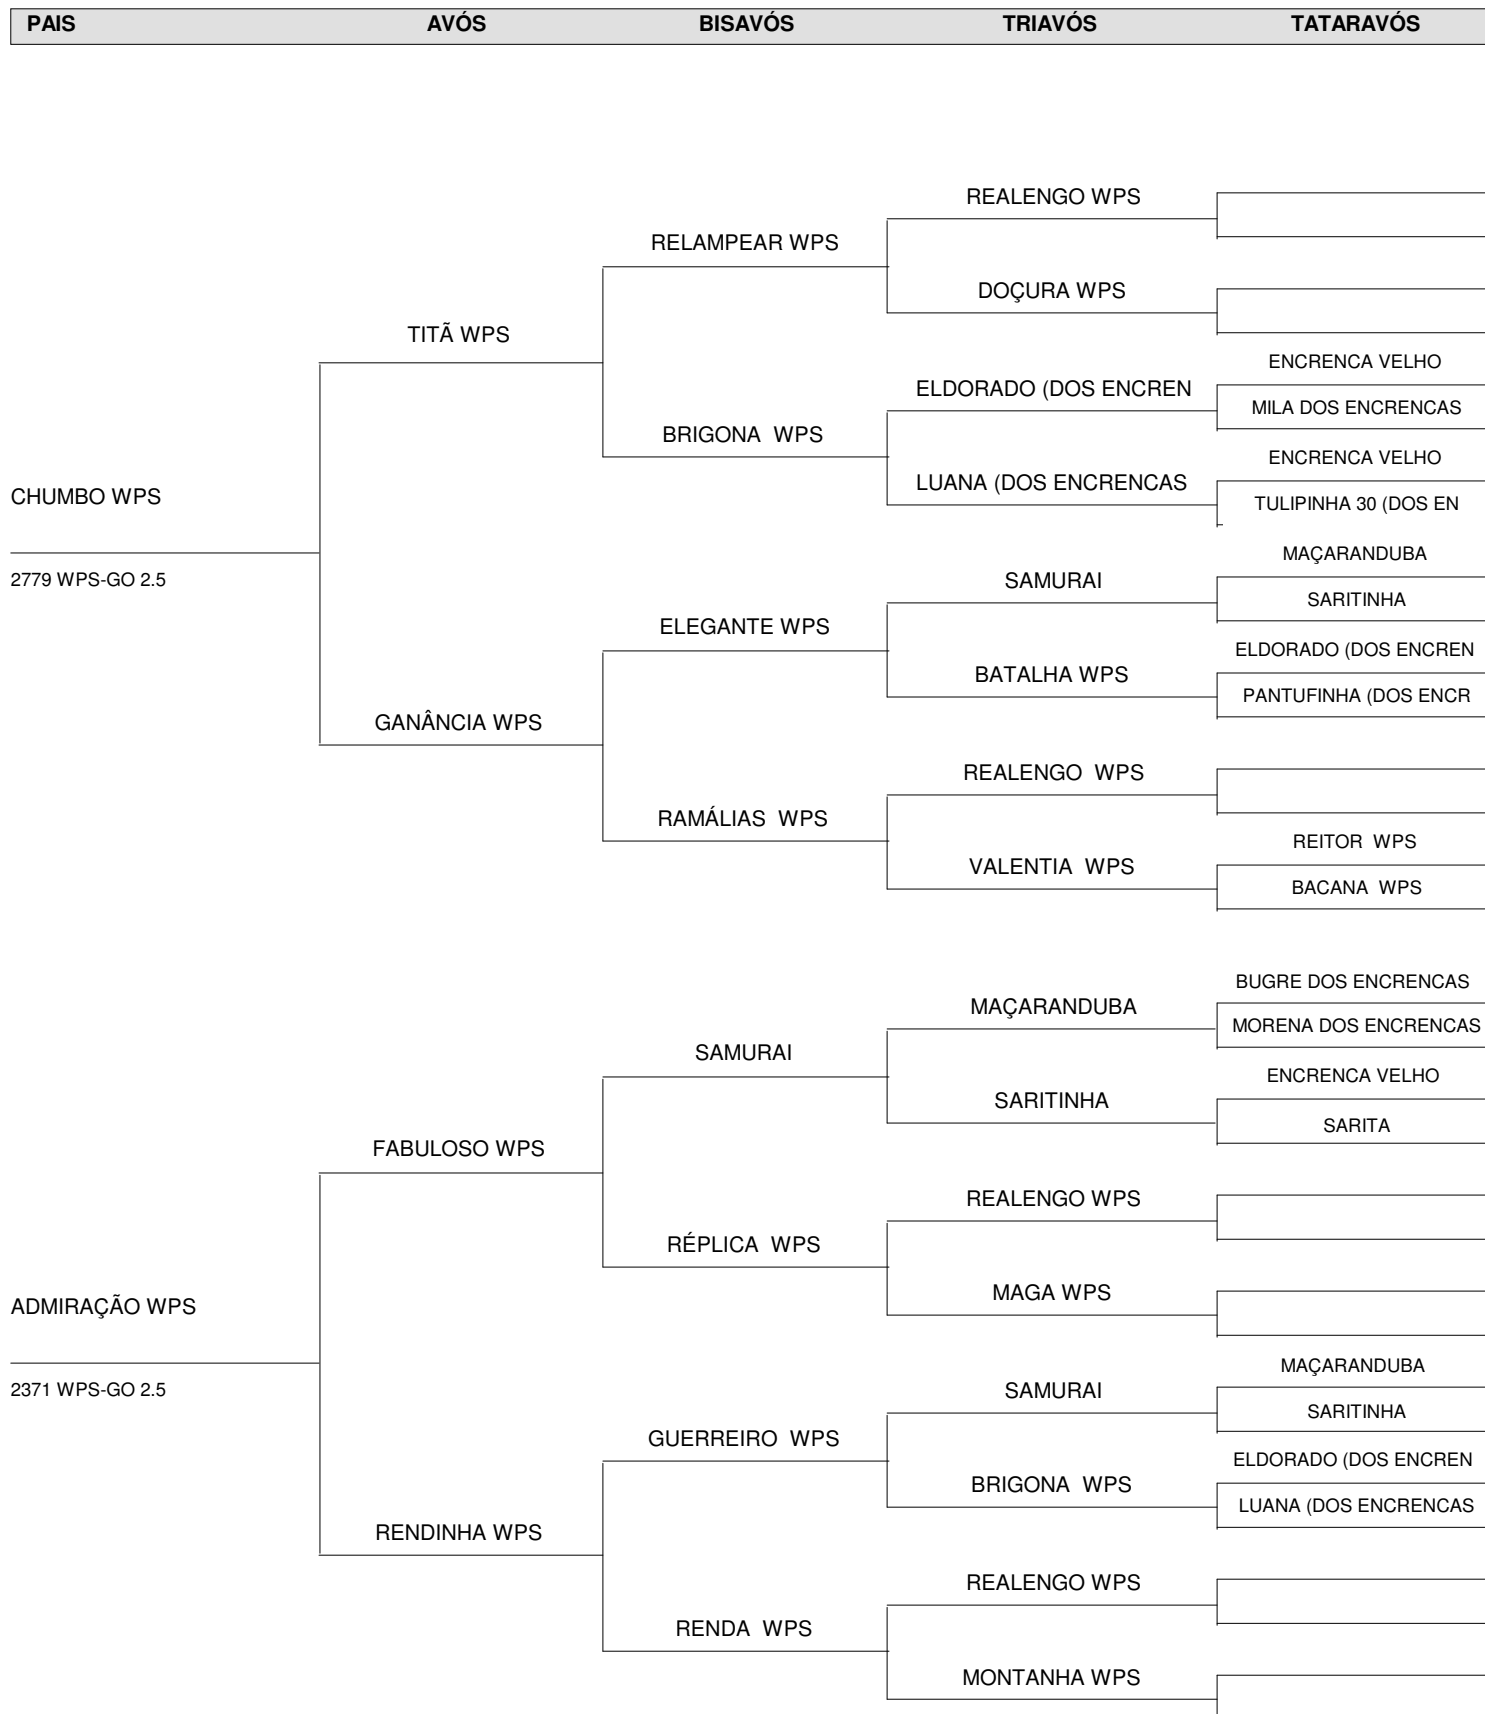 PAIS AVÓS BISAVÓS TRIAVÓS TATARAVÓS
REALENGO WPS
RELAMPEAR WPS
DOÇURA WPS
TITÃ WPS
ENCRENCA VELHO
ELDORADO (DOS ENCREN
MILA DOS ENCRENCAS
BRIGONA WPS
ENCRENCA VELHO
LUANA (DOS ENCRENCAS
TULIPINHA 30 (DOS EN
CHUMBO WPS
2779 WPS-GO 2.5
MAÇARANDUBA
SAMURAI
SARITINHA
ELEGANTE WPS
ELDORADO (DOS ENCREN
BATALHA WPS
PANTUFINHA (DOS ENCR
GANÂNCIA WPS
REALENGO WPS
RAMÁLIAS WPS
REITOR WPS
VALENTIA WPS
BACANA WPS
BUGRE DOS ENCRENCAS
MAÇARANDUBA
MORENA DOS ENCRENCAS
SAMURAI
ENCRENCA VELHO
SARITINHA
SARITA
FABULOSO WPS
REALENGO WPS
RÉPLICA WPS
MAGA WPS
ADMIRAÇÃO WPS
2371 WPS-GO 2.5
MAÇARANDUBA
SAMURAI
SARITINHA
GUERREIRO WPS
ELDORADO (DOS ENCREN
BRIGONA WPS
LUANA (DOS ENCRENCAS
RENDINHA WPS
REALENGO WPS
RENDA WPS
MONTANHA WPS